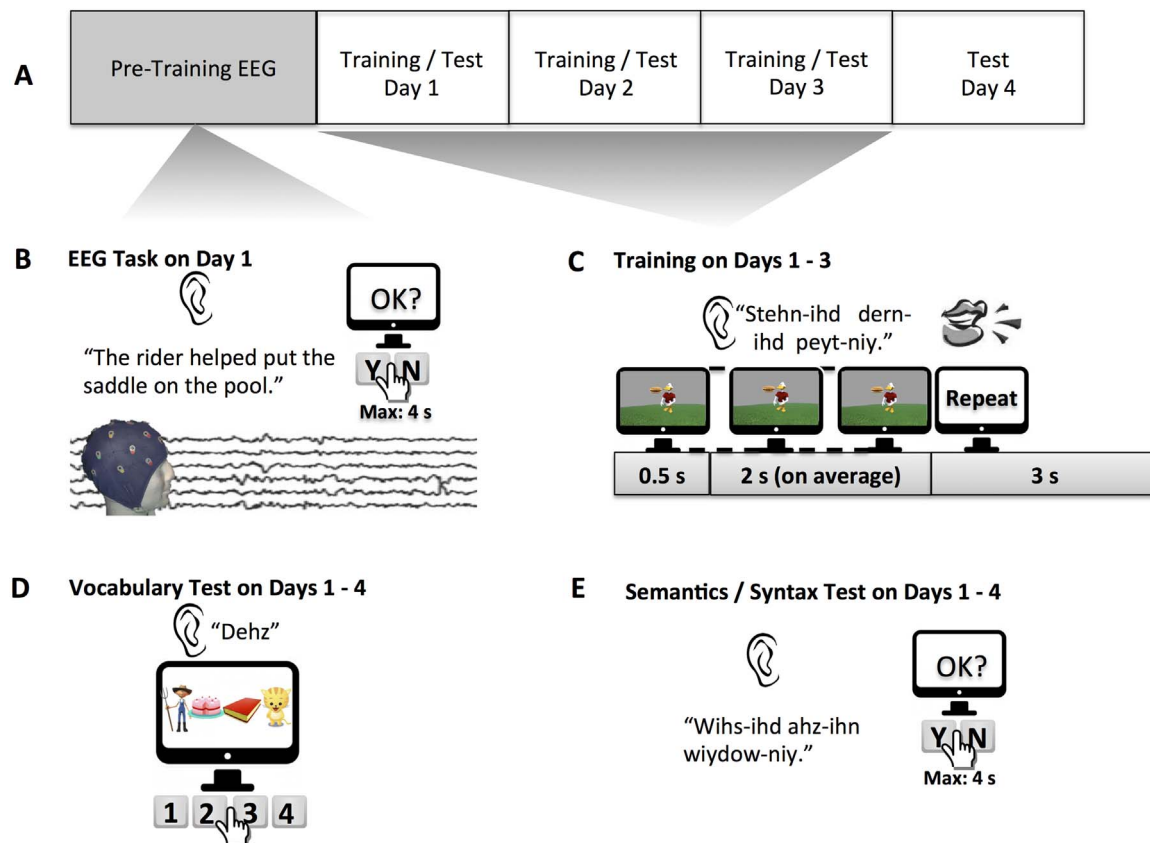 A
Pre-Training EEG
Training / Test
Day 1
Training / Test
Day 2
Training / Test
Day 3
Test
Day 4
B
EEG Task on Day 1
OK?
“The rider helped put the
saddle on the pool.”
Y N
Max: 4 s
C
Training on Days 1 - 3
“Stehn-ihd dern-
ihd peyt-niy.”
Repeat
0.5 s
2 s (on average)
3 s
D
Vocabulary Test on Days 1 - 4
“Dehz”
1 2 3 4
E
Semantics / Syntax Test on Days 1 - 4
OK?
“Wihs-ihd ahz-ihn
wiydow-niy.”
Y N
Max: 4 s